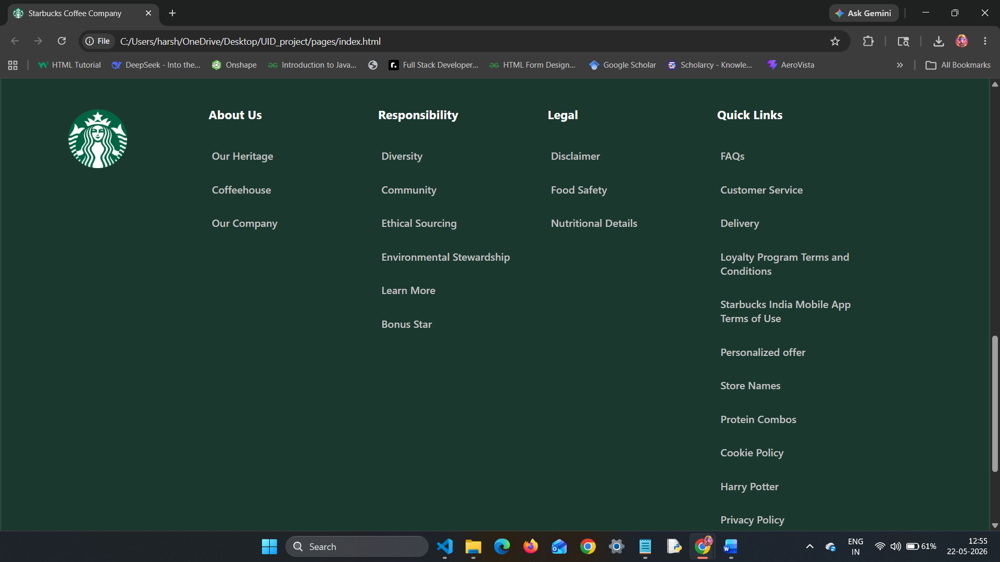 Starbucks Coffee Company
Ask Gemini
File
C:/Users/harsh/OneDrive/Desktop/UID_project/pages/index.html
HTML Tutorial
DeepSeek - Into the...
Onshape
Introduction to Java...
Full Stack Developer...
HTML Form Design...
Google Scholar
Scholarcy - Knowle...
AeroVista
All Bookmarks
About Us
Our Heritage
Coffeehouse
Our Company
Responsibility
Diversity
Community
Ethical Sourcing
Environmental Stewardship
Learn More
Bonus Star
Legal
Disclaimer
Food Safety
Nutritional Details
Quick Links
FAQs
Customer Service
Delivery
Loyalty Program Terms and
Conditions
Starbucks India Mobile App
Terms of Use
Personalized offer
Store Names
Protein Combos
Cookie Policy
Harry Potter
Privacy Policy
Search
ENG
IN
61%
12:55
22-05-2026